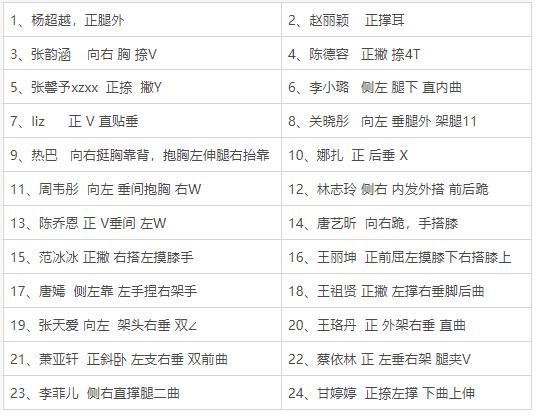 1、杨超越，正腿外
2、赵丽颖 正撑耳
3、张韵涵 向右 胸 捺V
4、陈德容 正撇 捺4T
5、张馨予xzxx 正捺 撇Y
6、李小璐 侧左 腿下 直内曲
7、liz 正 V 直贴垂
8、关晓彤 向左 垂腿外 架腿11
9、热巴 向右挺胸靠背，抱胸左伸腿右抬靠
10、娜扎 正 后垂 X
11、周韦彤 向左 垂间抱胸 右W
12、林志玲 侧右 内发外搭 前后跪
13、陈乔恩 正 V垂间 左W
14、唐艺昕 向右跪，手搭膝
15、范冰冰 正撇 右搭左摸膝手
16、王丽坤 正前屈左摸膝下右搭膝上
17、唐嫣 侧左靠 左手捏右架手
18、王祖贤 正撇 左撑右垂脚后曲
19、张天爱 向左 架头右垂 双∠
20、王珞丹 正 外架右垂 直曲
21、萧亚轩 正斜卧 左支右垂 双前曲
22、蔡依林 正 左垂右架 腿夹V
23、李菲儿 侧右直撑腿二曲
24、甘婷婷 正捺左撑 下曲上伸